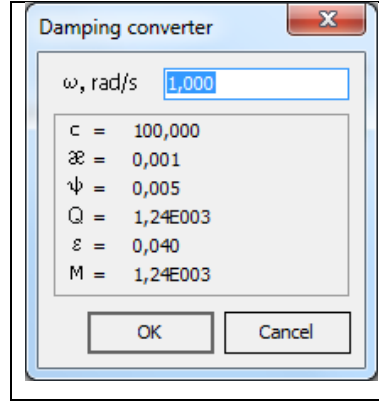 Damping converter
ω, rad/s 1,000
c = 100,000
æ = 0,001
ψ = 0,005
Q = 1,24E003
ε = 0,040
M = 1,24E003
OK Cancel